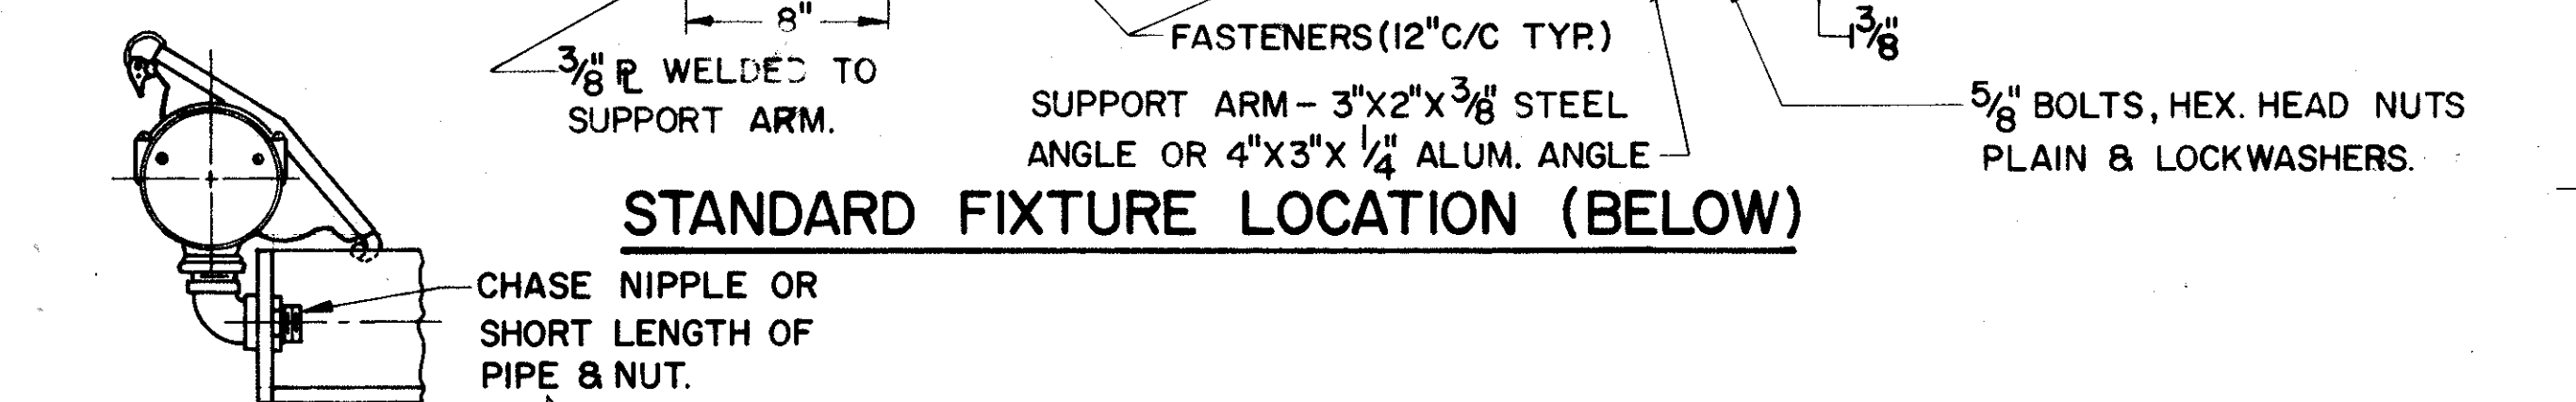 8"
3/8" ℄ WELDED TO
SUPPORT ARM.
FASTENERS (12"C/C TYP.)
SUPPORT ARM - 3"X2"X3/8" STEEL
ANGLE OR 4"X3"X 1/4" ALUM. ANGLE
1 3/8"
5/8" BOLTS, HEX. HEAD NUTS
PLAIN & LOCKWASHERS.
STANDARD FIXTURE LOCATION (BELOW)
CHASE NIPPLE OR
SHORT LENGTH OF
PIPE & NUT.